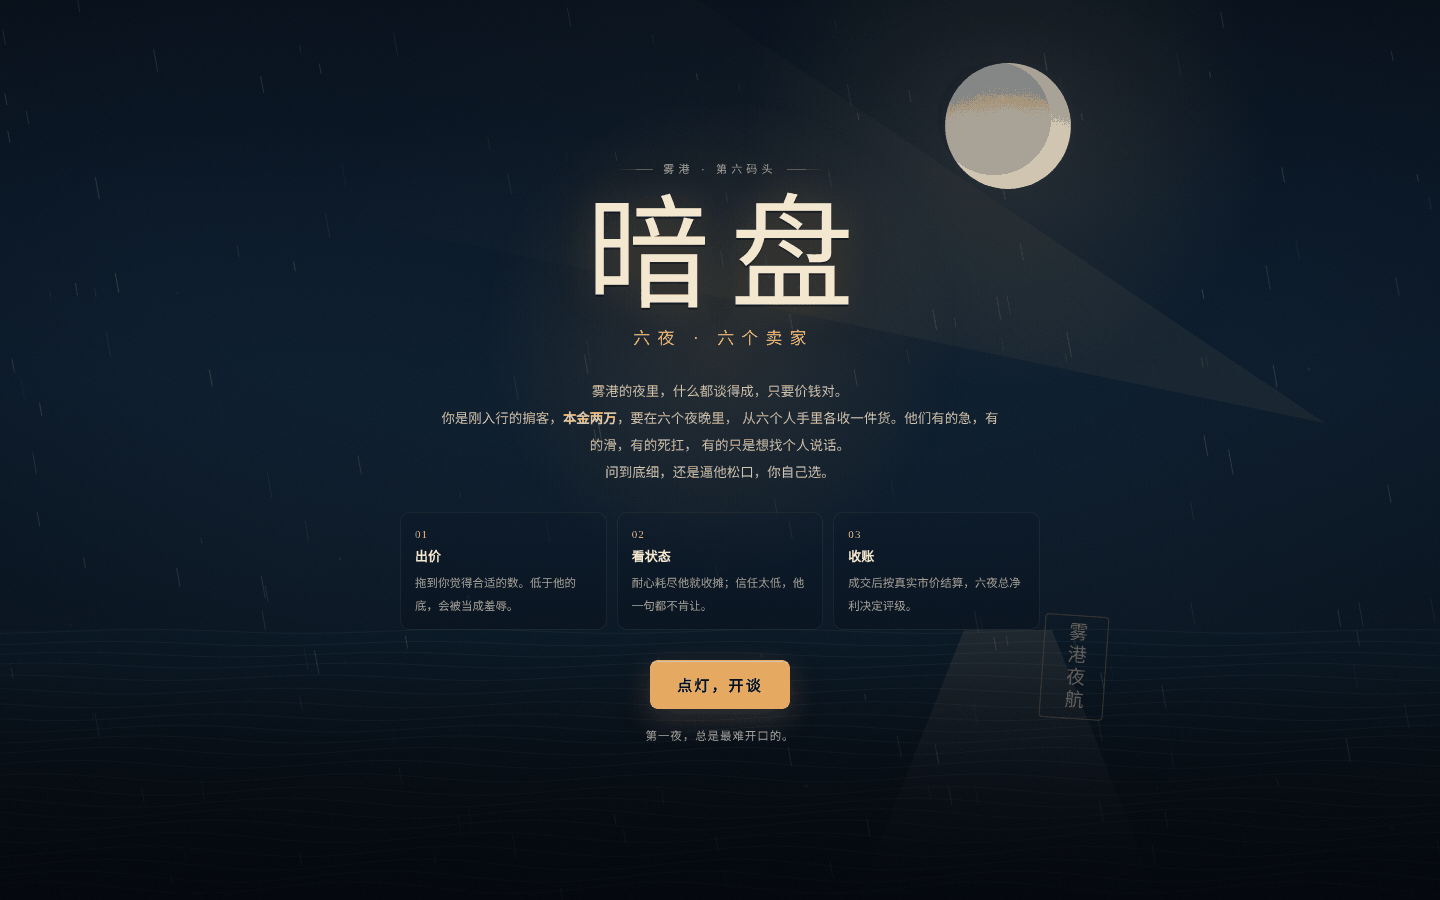 雾港 · 第六码头
暗盘
六夜 · 六个卖家
雾港的夜里，什么都谈得成，只要价钱对。
你是刚入行的掮客，本金两万，要在六个夜晚里， 从六个人手里各收一件货。他们有的急，有
的滑，有的死扛， 有的只是想找个人说话。
问到底细，还是逼他松口，你自己选。
01
出价
拖到你觉得合适的数。低于他的
底，会被当成羞辱。
02
看状态
耐心耗尽他就收摊；信任太低，他
一句都不肯让。
03
收账
成交后按真实市价结算，六夜总净
利决定评级。
雾港夜航
点灯，开谈
第一夜，总是最难开口的。